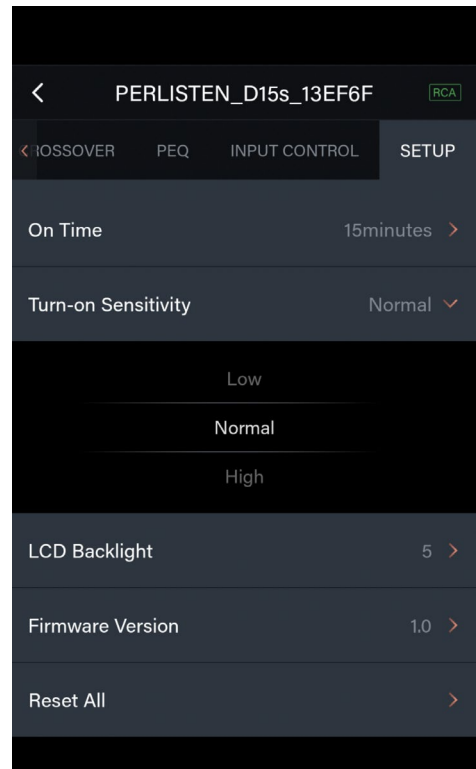 PERLISTEN_D15s_13EF6F RCA
ROSSOVER PEQ INPUT CONTROL SETUP
On Time 15minutes
Turn-on Sensitivity Normal
Low
Normal
High
LCD Backlight 5
Firmware Version 1.0
Reset All